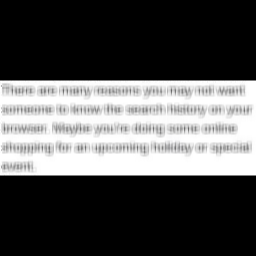 There are many reasons you may not want
someone to know the search history on your
browser. Maybe you're doing some online
shopping for an upcoming holiday or special
event.